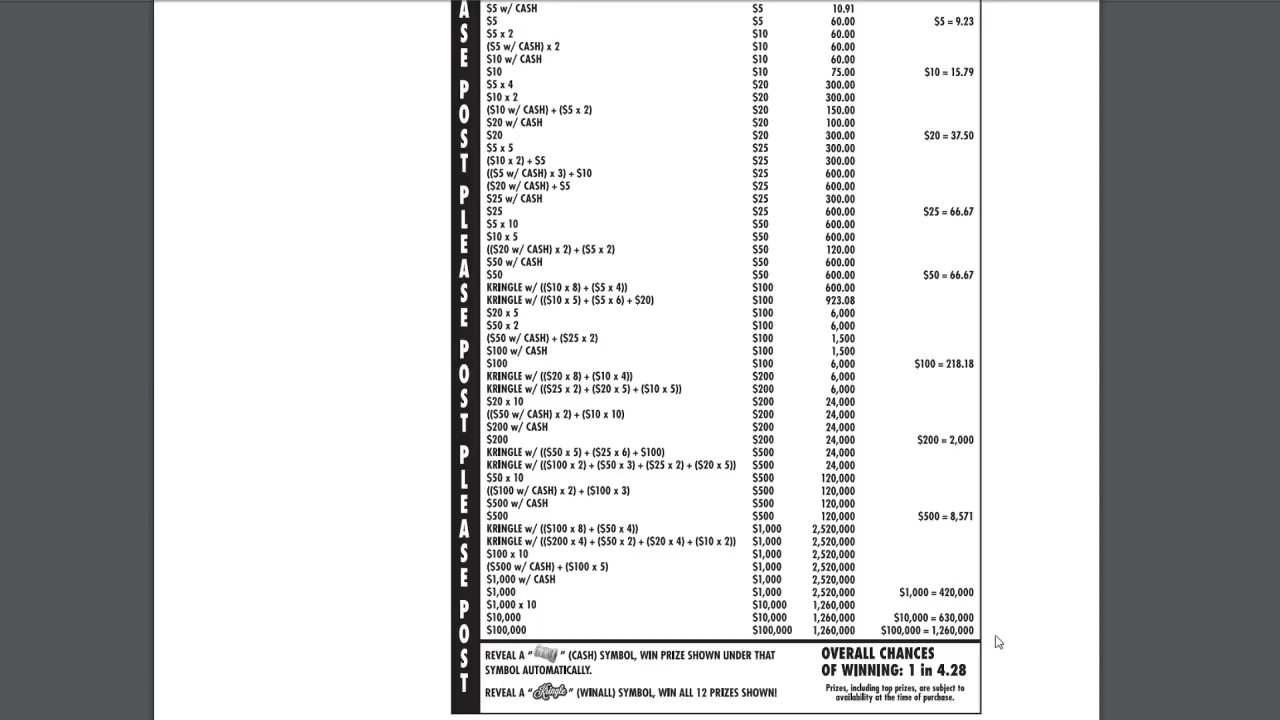 A
S
E
P
O
S
T
P
L
E
A
S
E
P
O
S
T
P
L
E
A
S
E
P
O
S
T
$5 w/ CASH $5 10.91
$5 $5 60.00 $5 = 9.23
$5 x 2 $10 60.00
($5 w/ CASH) x 2 $10 60.00
$10 w/ CASH $10 60.00
$10 $10 75.00 $10 = 15.79
$5 x 4 $20 300.00
$10 x 2 $20 300.00
($10 w/ CASH) + ($5 x 2) $20 150.00
$20 w/ CASH $20 100.00
$20 $20 300.00 $20 = 37.50
$5 x 5 $25 300.00
($10 x 2) + $5 $25 300.00
(($5 w/ CASH) x 3) + $10 $25 600.00
($20 w/ CASH) + $5 $25 600.00
$25 w/ CASH $25 300.00
$25 $25 600.00 $25 = 66.67
$5 x 10 $50 600.00
$10 x 5 $50 600.00
(($20 w/ CASH) x 2) + ($5 x 2) $50 120.00
$50 w/ CASH $50 600.00
$50 $50 600.00 $50 = 66.67
KRINGLE w/ (($10 x 8) + ($5 x 4)) $100 600.00
KRINGLE w/ (($10 x 5) + ($5 x 6) + $20) $100 923.08
$20 x 5 $100 6,000
$50 x 2 $100 6,000
($50 w/ CASH) + ($25 x 2) $100 1,500
$100 w/ CASH $100 1,500
$100 $100 6,000 $100 = 218.18
KRINGLE w/ (($20 x 8) + ($10 x 4)) $200 6,000
KRINGLE w/ (($25 x 2) + ($20 x 5) + ($10 x 5)) $200 6,000
$20 x 10 $200 24,000
(($50 w/ CASH) x 2) + ($10 x 10) $200 24,000
$200 w/ CASH $200 24,000
$200 $200 24,000 $200 = 2,000
KRINGLE w/ (($50 x 5) + ($25 x 6) + $100) $500 24,000
KRINGLE w/ (($100 x 2) + ($50 x 3) + ($25 x 2) + ($20 x 5)) $500 24,000
$50 x 10 $500 120,000
(($100 w/ CASH) x 2) + ($100 x 3) $500 120,000
$500 w/ CASH $500 120,000
$500 $500 120,000 $500 = 8,571
KRINGLE w/ (($100 x 8) + ($50 x 4)) $1,000 2,520,000
KRINGLE w/ (($200 x 4) + ($50 x 2) + ($20 x 4) + ($10 x 2)) $1,000 2,520,000
$100 x 10 $1,000 2,520,000
($500 w/ CASH) + ($100 x 5) $1,000 2,520,000
$1,000 w/ CASH $1,000 2,520,000
$1,000 $1,000 2,520,000 $1,000 = 420,000
$1,000 x 10 $10,000 1,260,000
$10,000 $10,000 1,260,000 $10,000 = 630,000
$100,000 $100,000 1,260,000 $100,000 = 1,260,000
REVEAL A " " (CASH) SYMBOL, WIN PRIZE SHOWN UNDER THAT
SYMBOL AUTOMATICALLY.
REVEAL A "Kringle" (WINALL) SYMBOL, WIN ALL 12 PRIZES SHOWN!
OVERALL CHANCES
OF WINNING: 1 in 4.28
Prizes, including top prizes, are subject to
availability at the time of purchase.